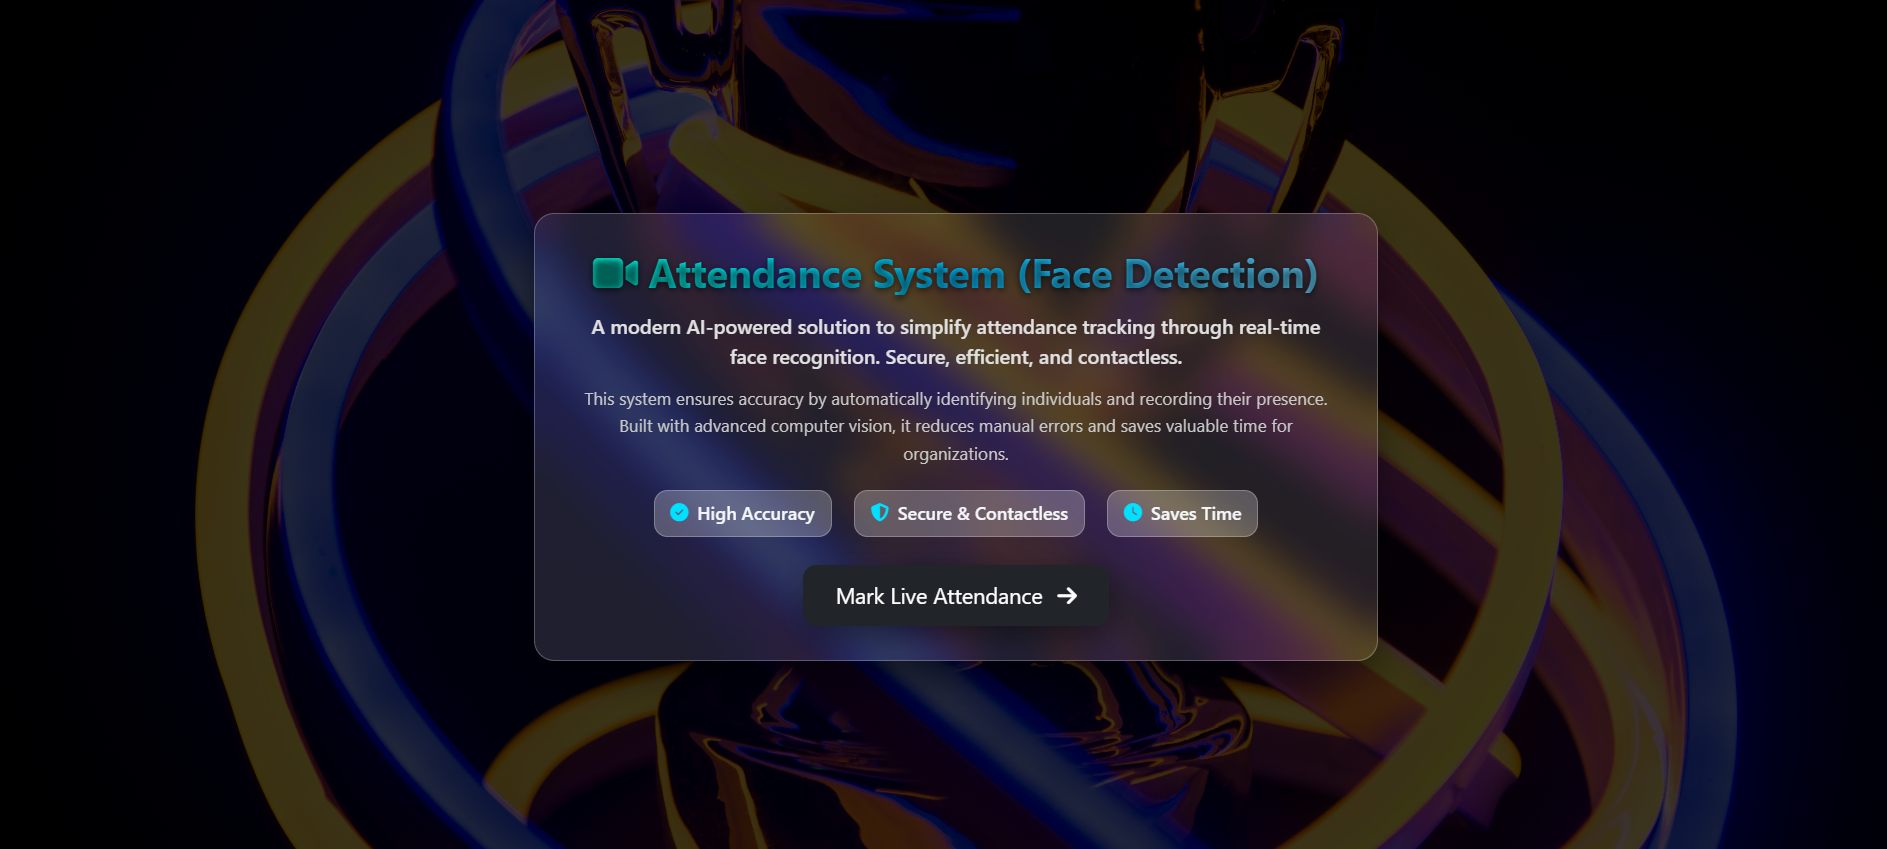 Attendance System (Face Detection)
A modern AI-powered solution to simplify attendance tracking through real-time
face recognition. Secure, efficient, and contactless.
This system ensures accuracy by automatically identifying individuals and recording their presence.
Built with advanced computer vision, it reduces manual errors and saves valuable time for
organizations.
High Accuracy
Secure & Contactless
Saves Time
Mark Live Attendance